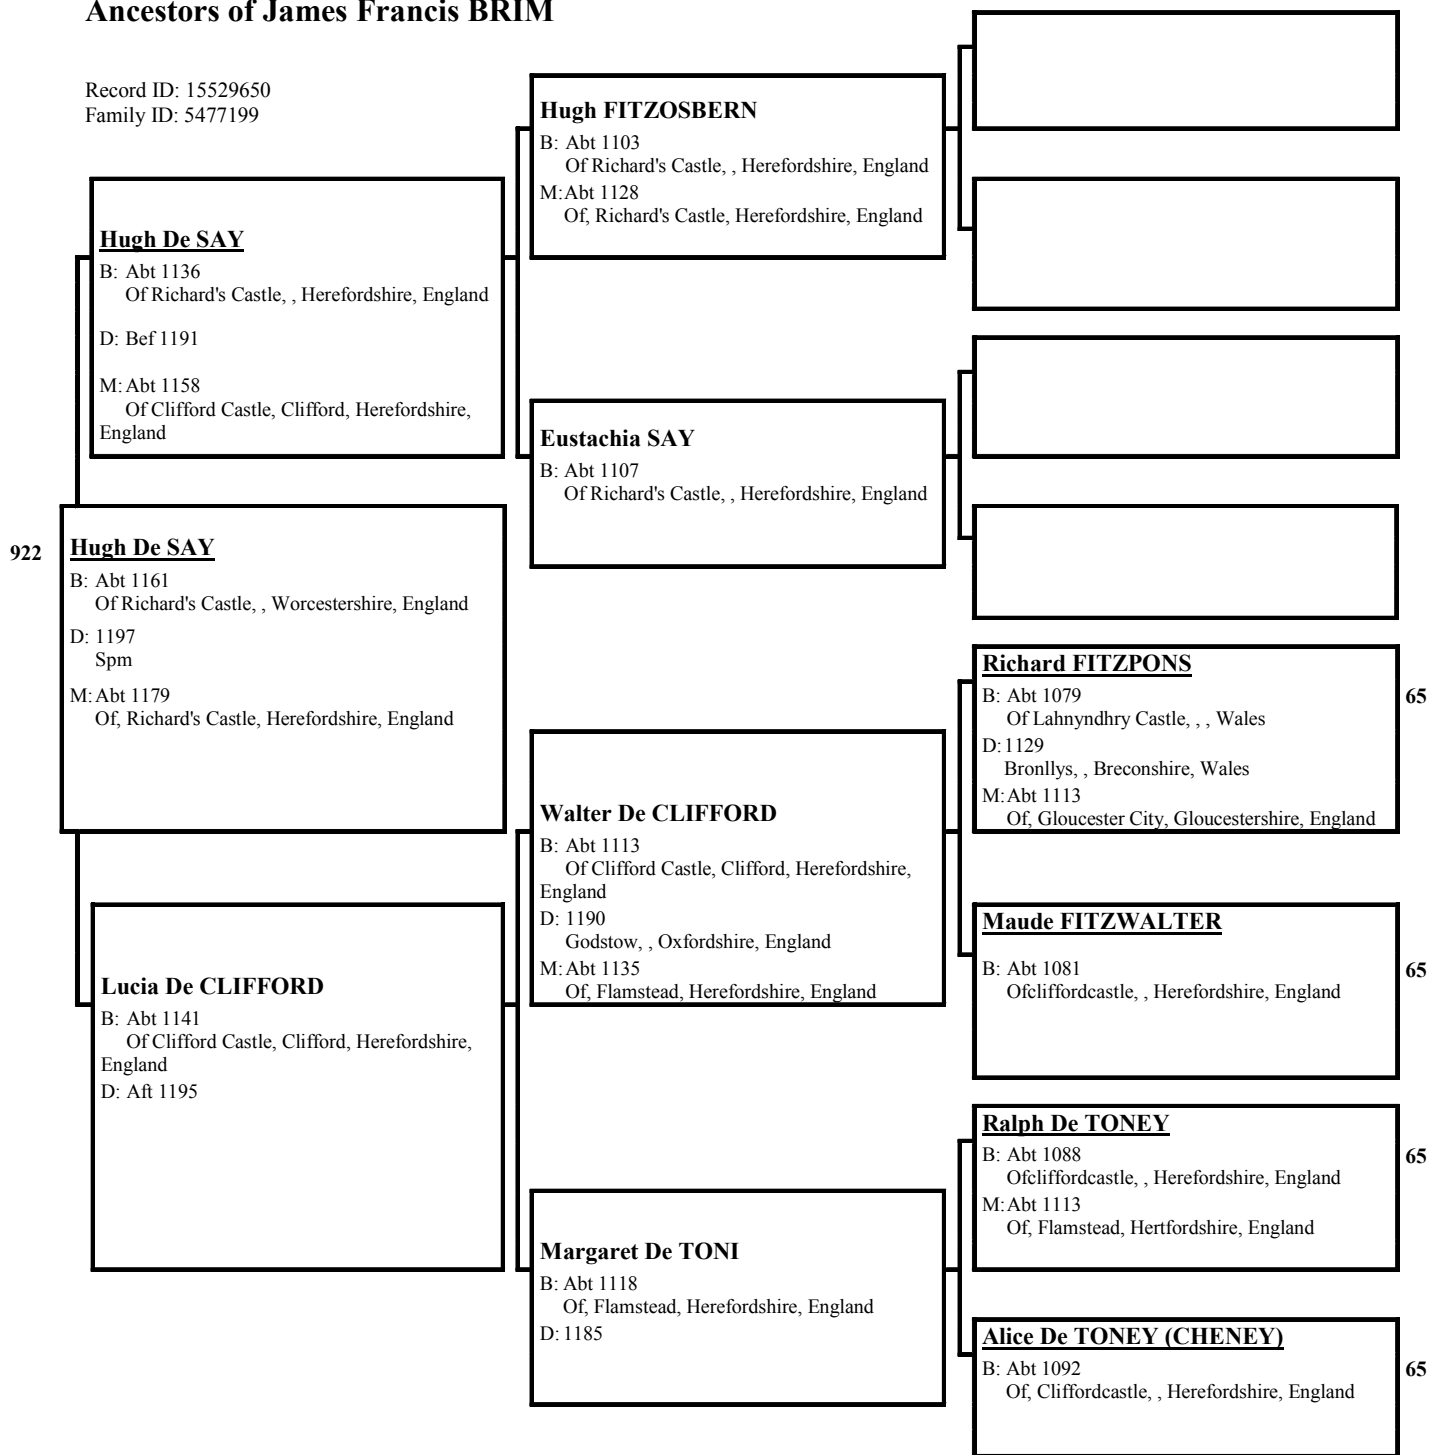 Ancestors of James Francis BRIM
Record ID: 15529650
Family ID: 5477199
Hugh FITZOSBERN
B: Abt 1103
Of Richard's Castle, , Herefordshire, England
M: Abt 1128
Of, Richard's Castle, Herefordshire, England
Hugh De SAY
B: Abt 1136
Of Richard's Castle, , Herefordshire, England
D: Bef 1191
M: Abt 1158
Of Clifford Castle, Clifford, Herefordshire,
England
Eustachia SAY
B: Abt 1107
Of Richard's Castle, , Herefordshire, England
922
Hugh De SAY
B: Abt 1161
Of Richard's Castle, , Worcestershire, England
D: 1197
Spm
M: Abt 1179
Of, Richard's Castle, Herefordshire, England
Richard FITZPONS
B: Abt 1079
Of Lahnyndhry Castle, , , Wales
D: 1129
Bronllys, , Breconshire, Wales
M: Abt 1113
Of, Gloucester City, Gloucestershire, England
65
Walter De CLIFFORD
B: Abt 1113
Of Clifford Castle, Clifford, Herefordshire,
England
D: 1190
Godstow, , Oxfordshire, England
M: Abt 1135
Of, Flamstead, Herefordshire, England
Maude FITZWALTER
B: Abt 1081
Ofcliffordcastle, , Herefordshire, England
65
Lucia De CLIFFORD
B: Abt 1141
Of Clifford Castle, Clifford, Herefordshire,
England
D: Aft 1195
Ralph De TONEY
B: Abt 1088
Ofcliffordcastle, , Herefordshire, England
M: Abt 1113
Of, Flamstead, Hertfordshire, England
65
Margaret De TONI
B: Abt 1118
Of, Flamstead, Herefordshire, England
D: 1185
Alice De TONEY (CHENEY)
B: Abt 1092
Of, Cliffordcastle, , Herefordshire, England
65